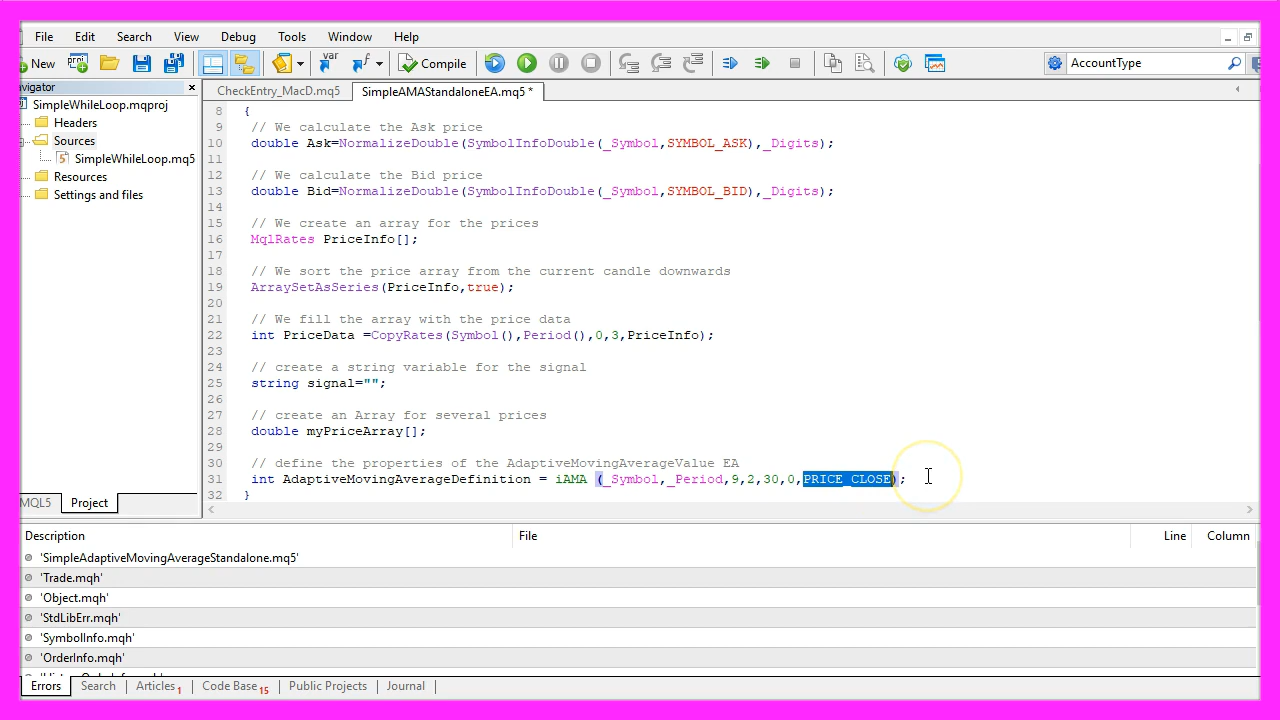 File Edit Search View Debug Tools Window Help
New Compile AccountType
avigator
CheckEntry_MacD.mq5 SimpleAMAStandaloneEA.mq5 *
SimpleWhileLoop.mqproj
Headers
Sources
SimpleWhileLoop.mq5
Resources
Settings and files
MQL5 Project
8 {
9 // We calculate the Ask price
10 double Ask=NormalizeDouble(SymbolInfoDouble(_Symbol,SYMBOL_ASK),_Digits);
11
12 // We calculate the Bid price
13 double Bid=NormalizeDouble(SymbolInfoDouble(_Symbol,SYMBOL_BID),_Digits);
14
15 // We create an array for the prices
16 MqlRates PriceInfo[];
17
18 // We sort the price array from the current candle downwards
19 ArraySetAsSeries(PriceInfo,true);
20
21 // We fill the array with the price data
22 int PriceData =CopyRates(Symbol(),Period(),0,3,PriceInfo);
23
24 // create a string variable for the signal
25 string signal="";
26
27 // create an Array for several prices
28 double myPriceArray[];
29
30 // define the properties of the AdaptiveMovingAverageValue EA
31 int AdaptiveMovingAverageDefinition = iAMA (_Symbol,_Period,9,2,30,0,PRICE_CLOSE);
32 }
Description File Line Column
'SimpleAdaptiveMovingAverageStandalone.mq5'
'Trade.mqh'
'Object.mqh'
'StdLibErr.mqh'
'SymbolInfo.mqh'
'OrderInfo.mqh'
Errors Search Articles 1 Code Base 15 Public Projects Journal